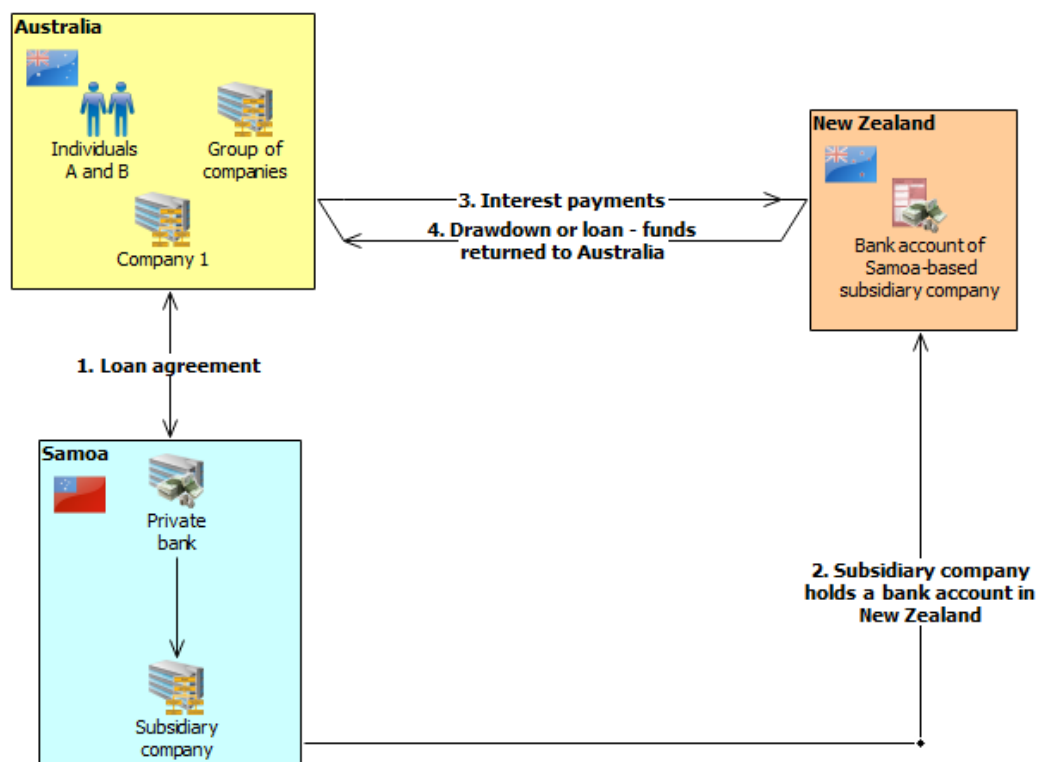 Australia
Individuals
A and B
Group of
companies
Company 1
New Zealand
Bank account of
Samoa-based
subsidiary company
3. Interest payments
4. Drawdown or loan - funds
returned to Australia
1. Loan agreement
Samoa
Private
bank
Subsidiary
company
2. Subsidiary company
holds a bank account in
New Zealand